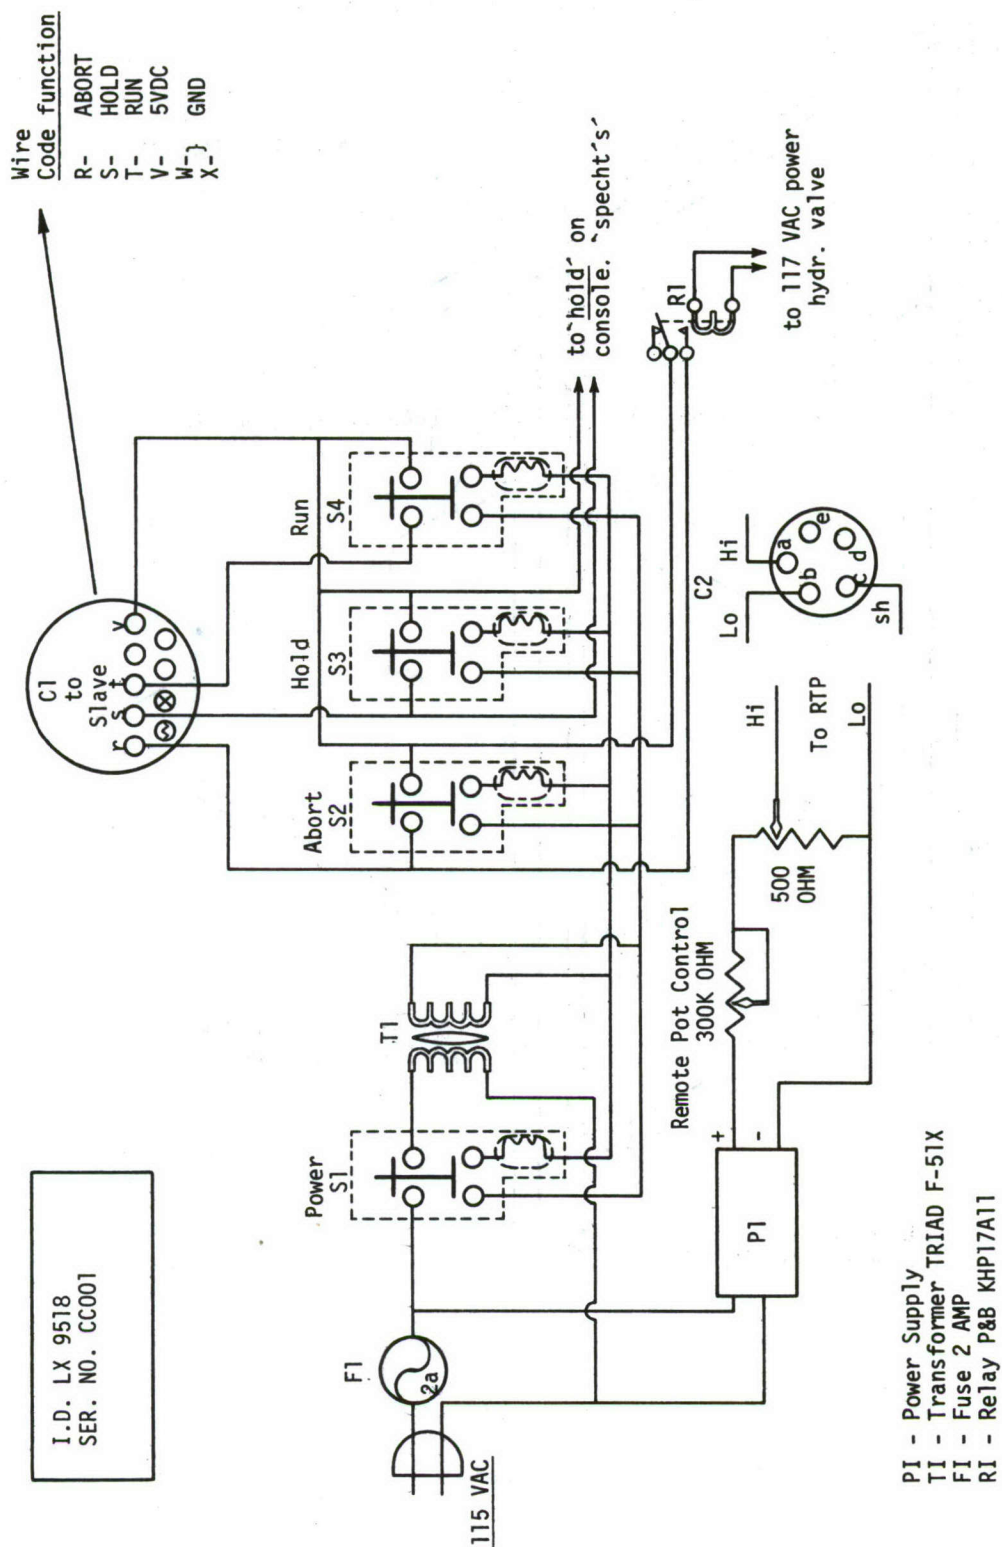 I.D. LX 9518
SER. NO. CC001
Wire
Code function
R- ABORT
S- HOLD
T- RUN
V- 5VDC
W-} GND
X-
C1
to
Slave
r
s
t
v
F1
2a
115 VAC
Power
S1
T1
Abort
S2
Hold
S3
Run
S4
to "hold" on
console. "specht's"
R1
to 117 VAC power
hydr. valve
Remote Pot Control
300K OHM
P1
+
-
500
OHM
Hi
To RTP
Lo
C2
Lo
Hi
sh
a
b
c
d
e
PI - Power Supply
TI - Transformer TRIAD F-51X
FI - Fuse 2 AMP
RI - Relay P&B KHP17A11